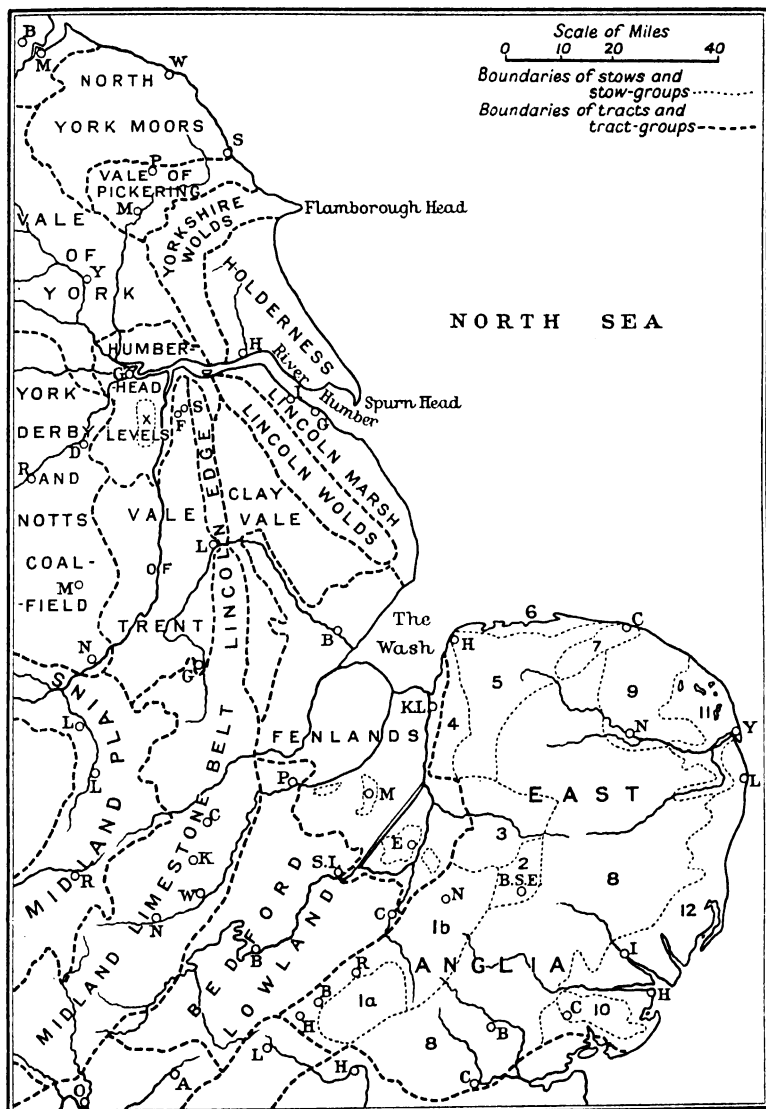 Scale of Miles
0 10 20 40
Boundaries of stows and
stow-groups
Boundaries of tracts and
tract-groups
B
M
W
NORTH
YORK MOORS
S
P
VALE OF
PICKERING
M
Flamborough Head
YORKSHIRE
WOLDS
VALE
OF
Y
YORK
HOLDERNESS
NORTH SEA
HUMBER-
H
River
Humber
G
HEAD
YORK
X
S
F
I
G
Spurn Head
DERBY
LEVELS
D
LINCOLN MARSH
LINCOLN WOLDS
R
AND
CLAY
VALE
NOTTS
VALE
LINCOLN EDGE
L
COAL-
OF
M
-FIELD
The
Wash
TRENT
B
6
C
H
7
N
G
5
9
L
11
K.L
4
N
Y
FENLANDS
L
P
M
EAST
L
C
3
E
2
MIDLAND PLAIN
K
S.I.
B.S.E.
8
R
W
N
12
LIMESTONE BELT
N
C
1b
MIDLAND
B
I
ANGLIA
BEDFORD
LOWLAND
R
B
1a
H
H
C
10
8
B
L
H
A
C
O